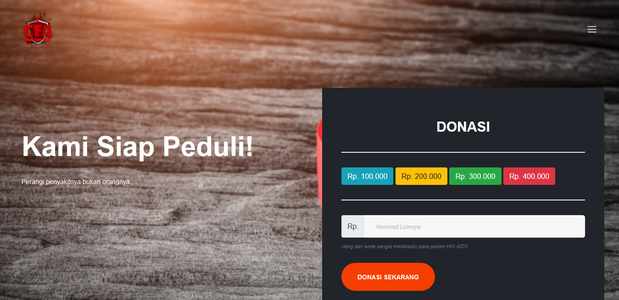 Kami Siap Peduli!
Perangi penyakitnya bukan orangnya
DONASI
Rp. 100.000
Rp. 200.000
Rp. 300.000
Rp. 400.000
Rp.
Nominal Lainnya
Uang dari anda sangat membantu para pasien HIV AIDS
DONASI SEKARANG